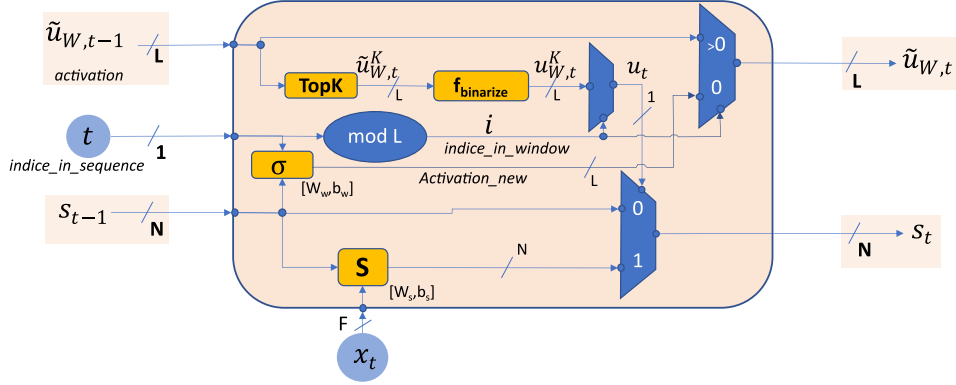 ũ_{W,t−1}
L
activation
TopK
ũ^K_{W,t}
L
f_binarize
u^K_{W,t}
L
u_t
1
>0
0
L
ũ_{W,t}
t
1
indice_in_sequence
mod L
i
indice_in_window
σ
[W_w,b_w]
Activation_new
L
s_{t−1}
N
0
1
N
s_t
S
[W_s,b_s]
N
F
x_t